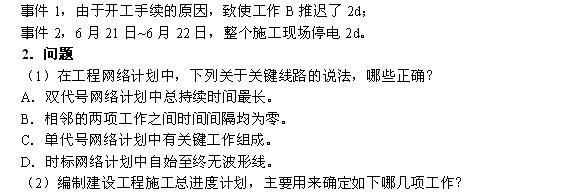 事件 1，由于开工手续的原因，致使工作 B 推迟了 2d；
事件 2，6 月 21 日~6 月 22 日，整个施工现场停电 2d。
2．问题
（1）在工程网络计划中，下列关于关键线路的说法，哪些正确？
A．双代号网络计划中总持续时间最长。
B．相邻的两项工作之间时间间隔均为零。
C．单代号网络计划中有关键工作组成。
D．时标网络计划中自始至终无波形线。
（2）编制建设工程施工总进度计划，主要用来确定如下哪几项工作？